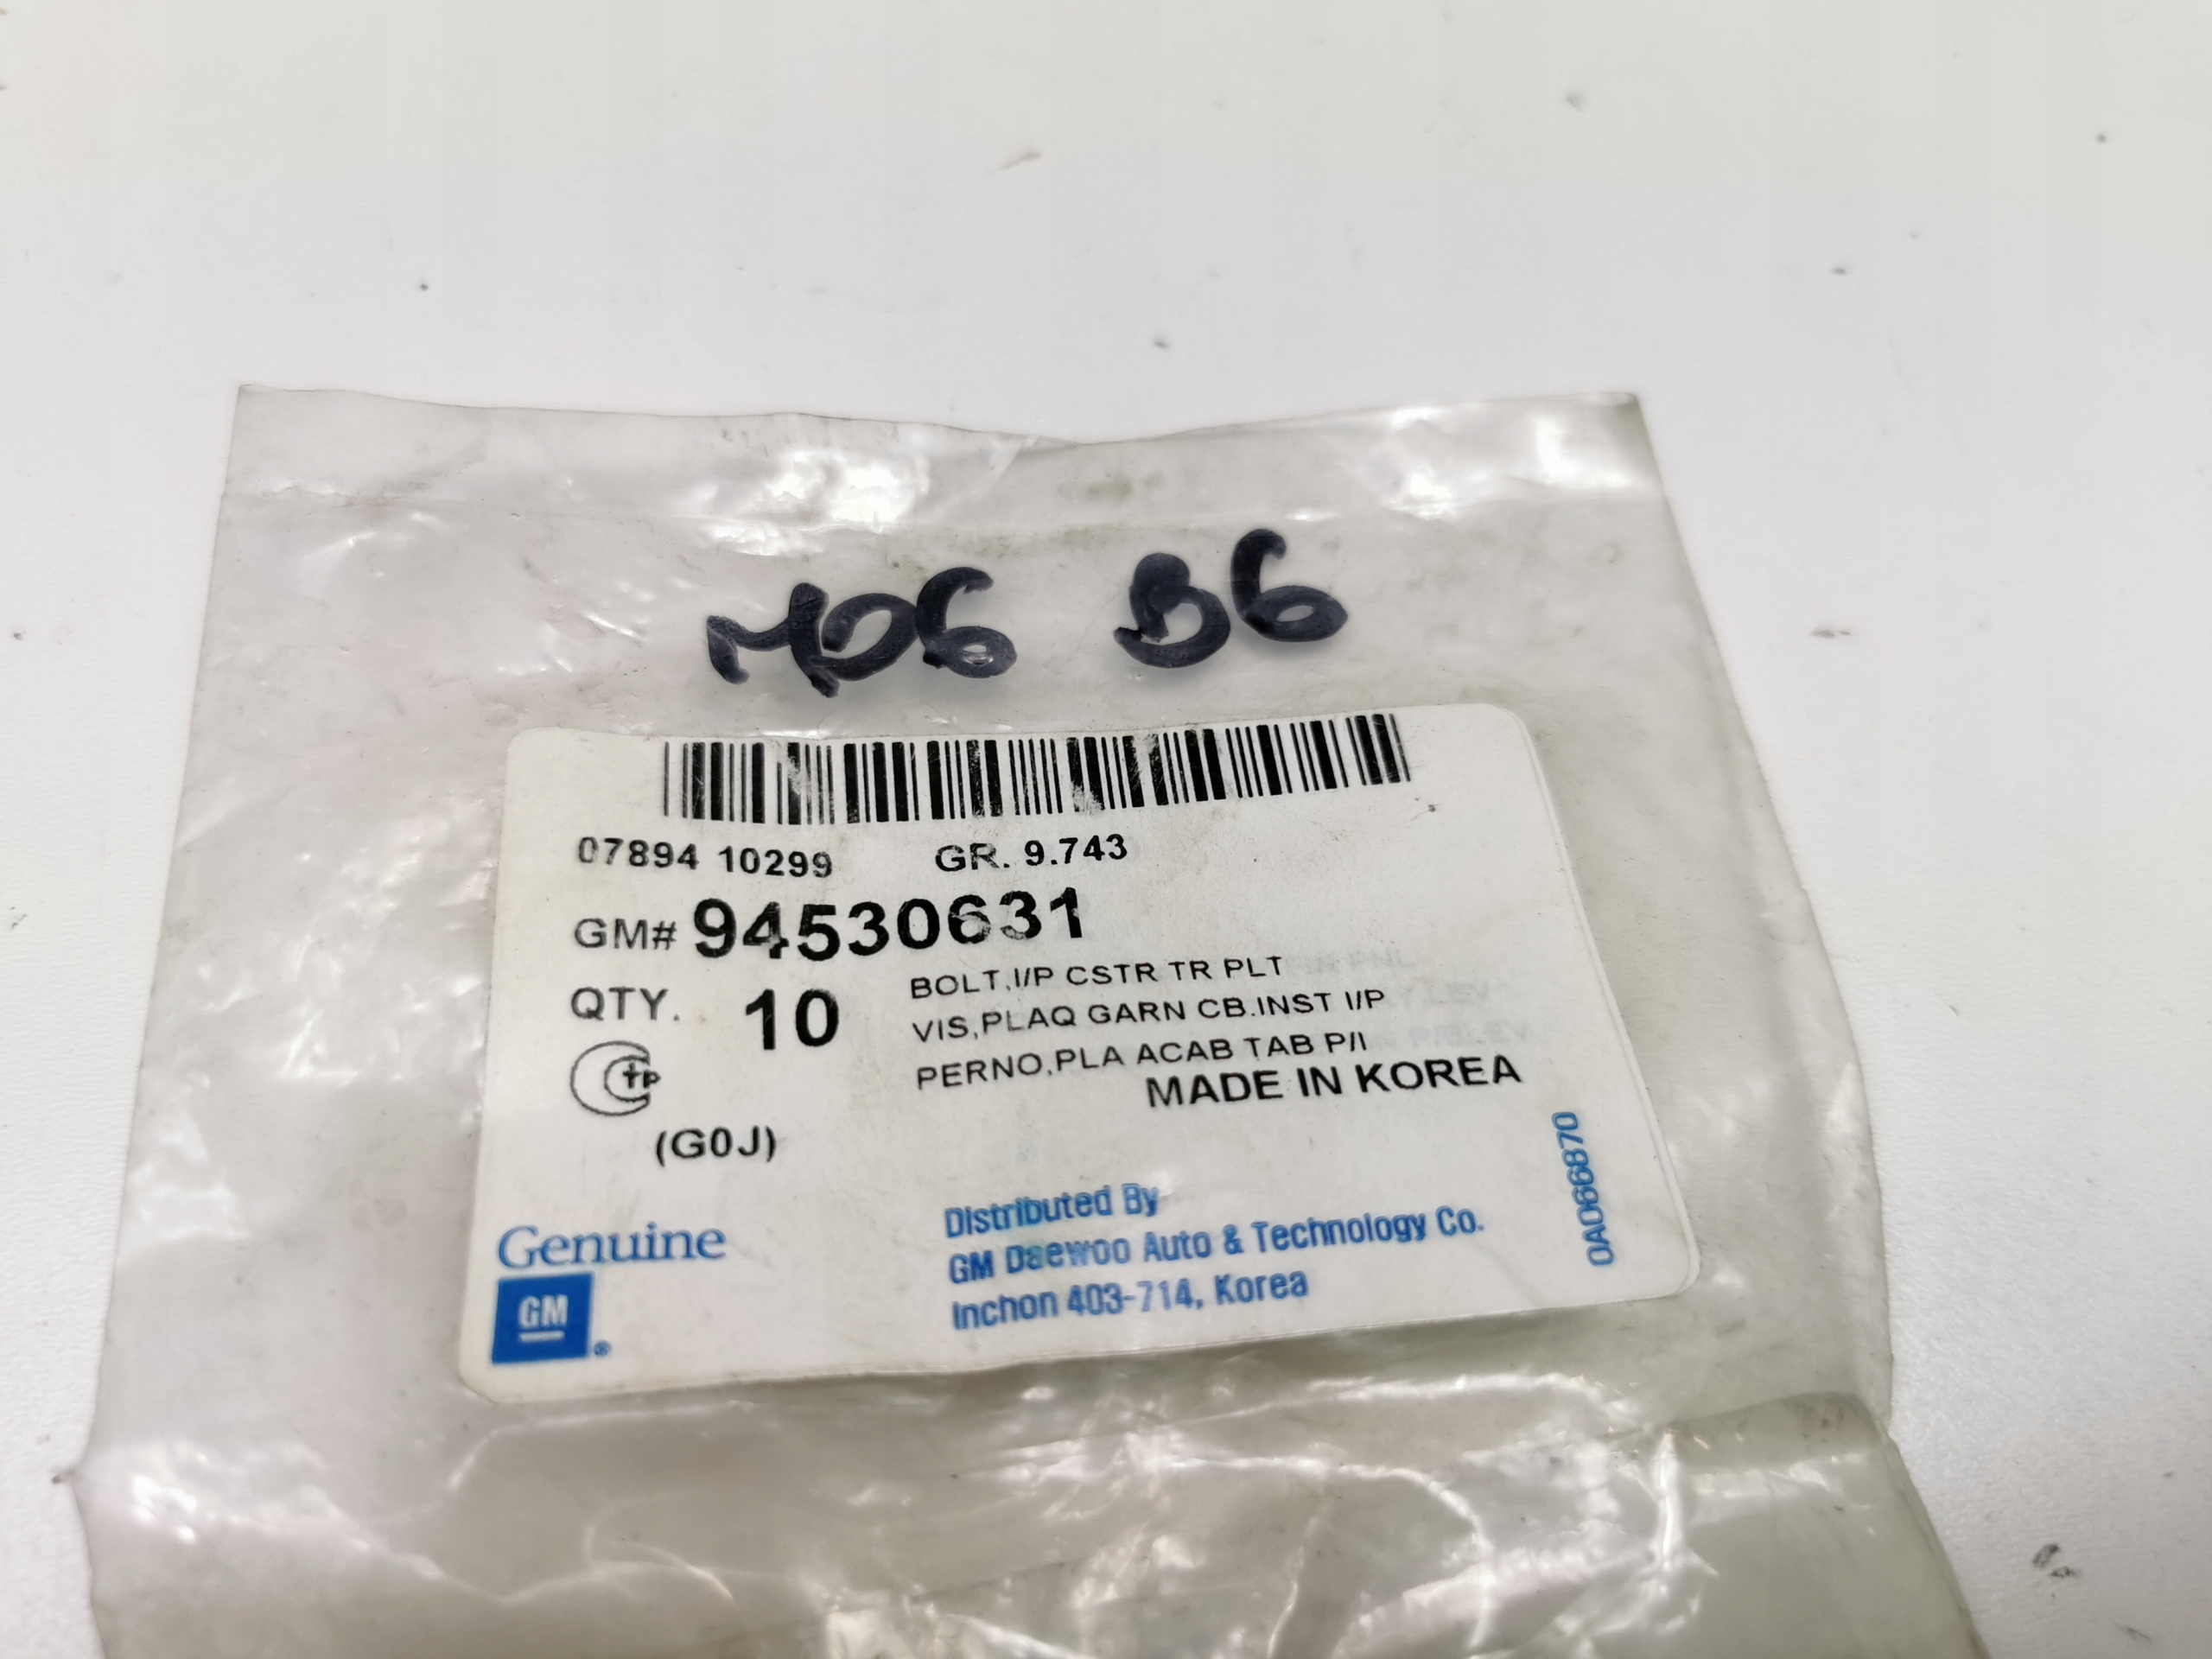 M06 B6
07894 10299 GR. 9.743
GM# 94530631
QTY. 10
BOLT,I/P CSTR TR PLT
VIS,PLAQ GARN CB.INST I/P
PERNO,PLA ACAB TAB P/I
MADE IN KOREA
(G0J)
Genuine
GM
®
Distributed By
GM Daewoo Auto & Technology Co.
Inchon 403-714, Korea
0A066870